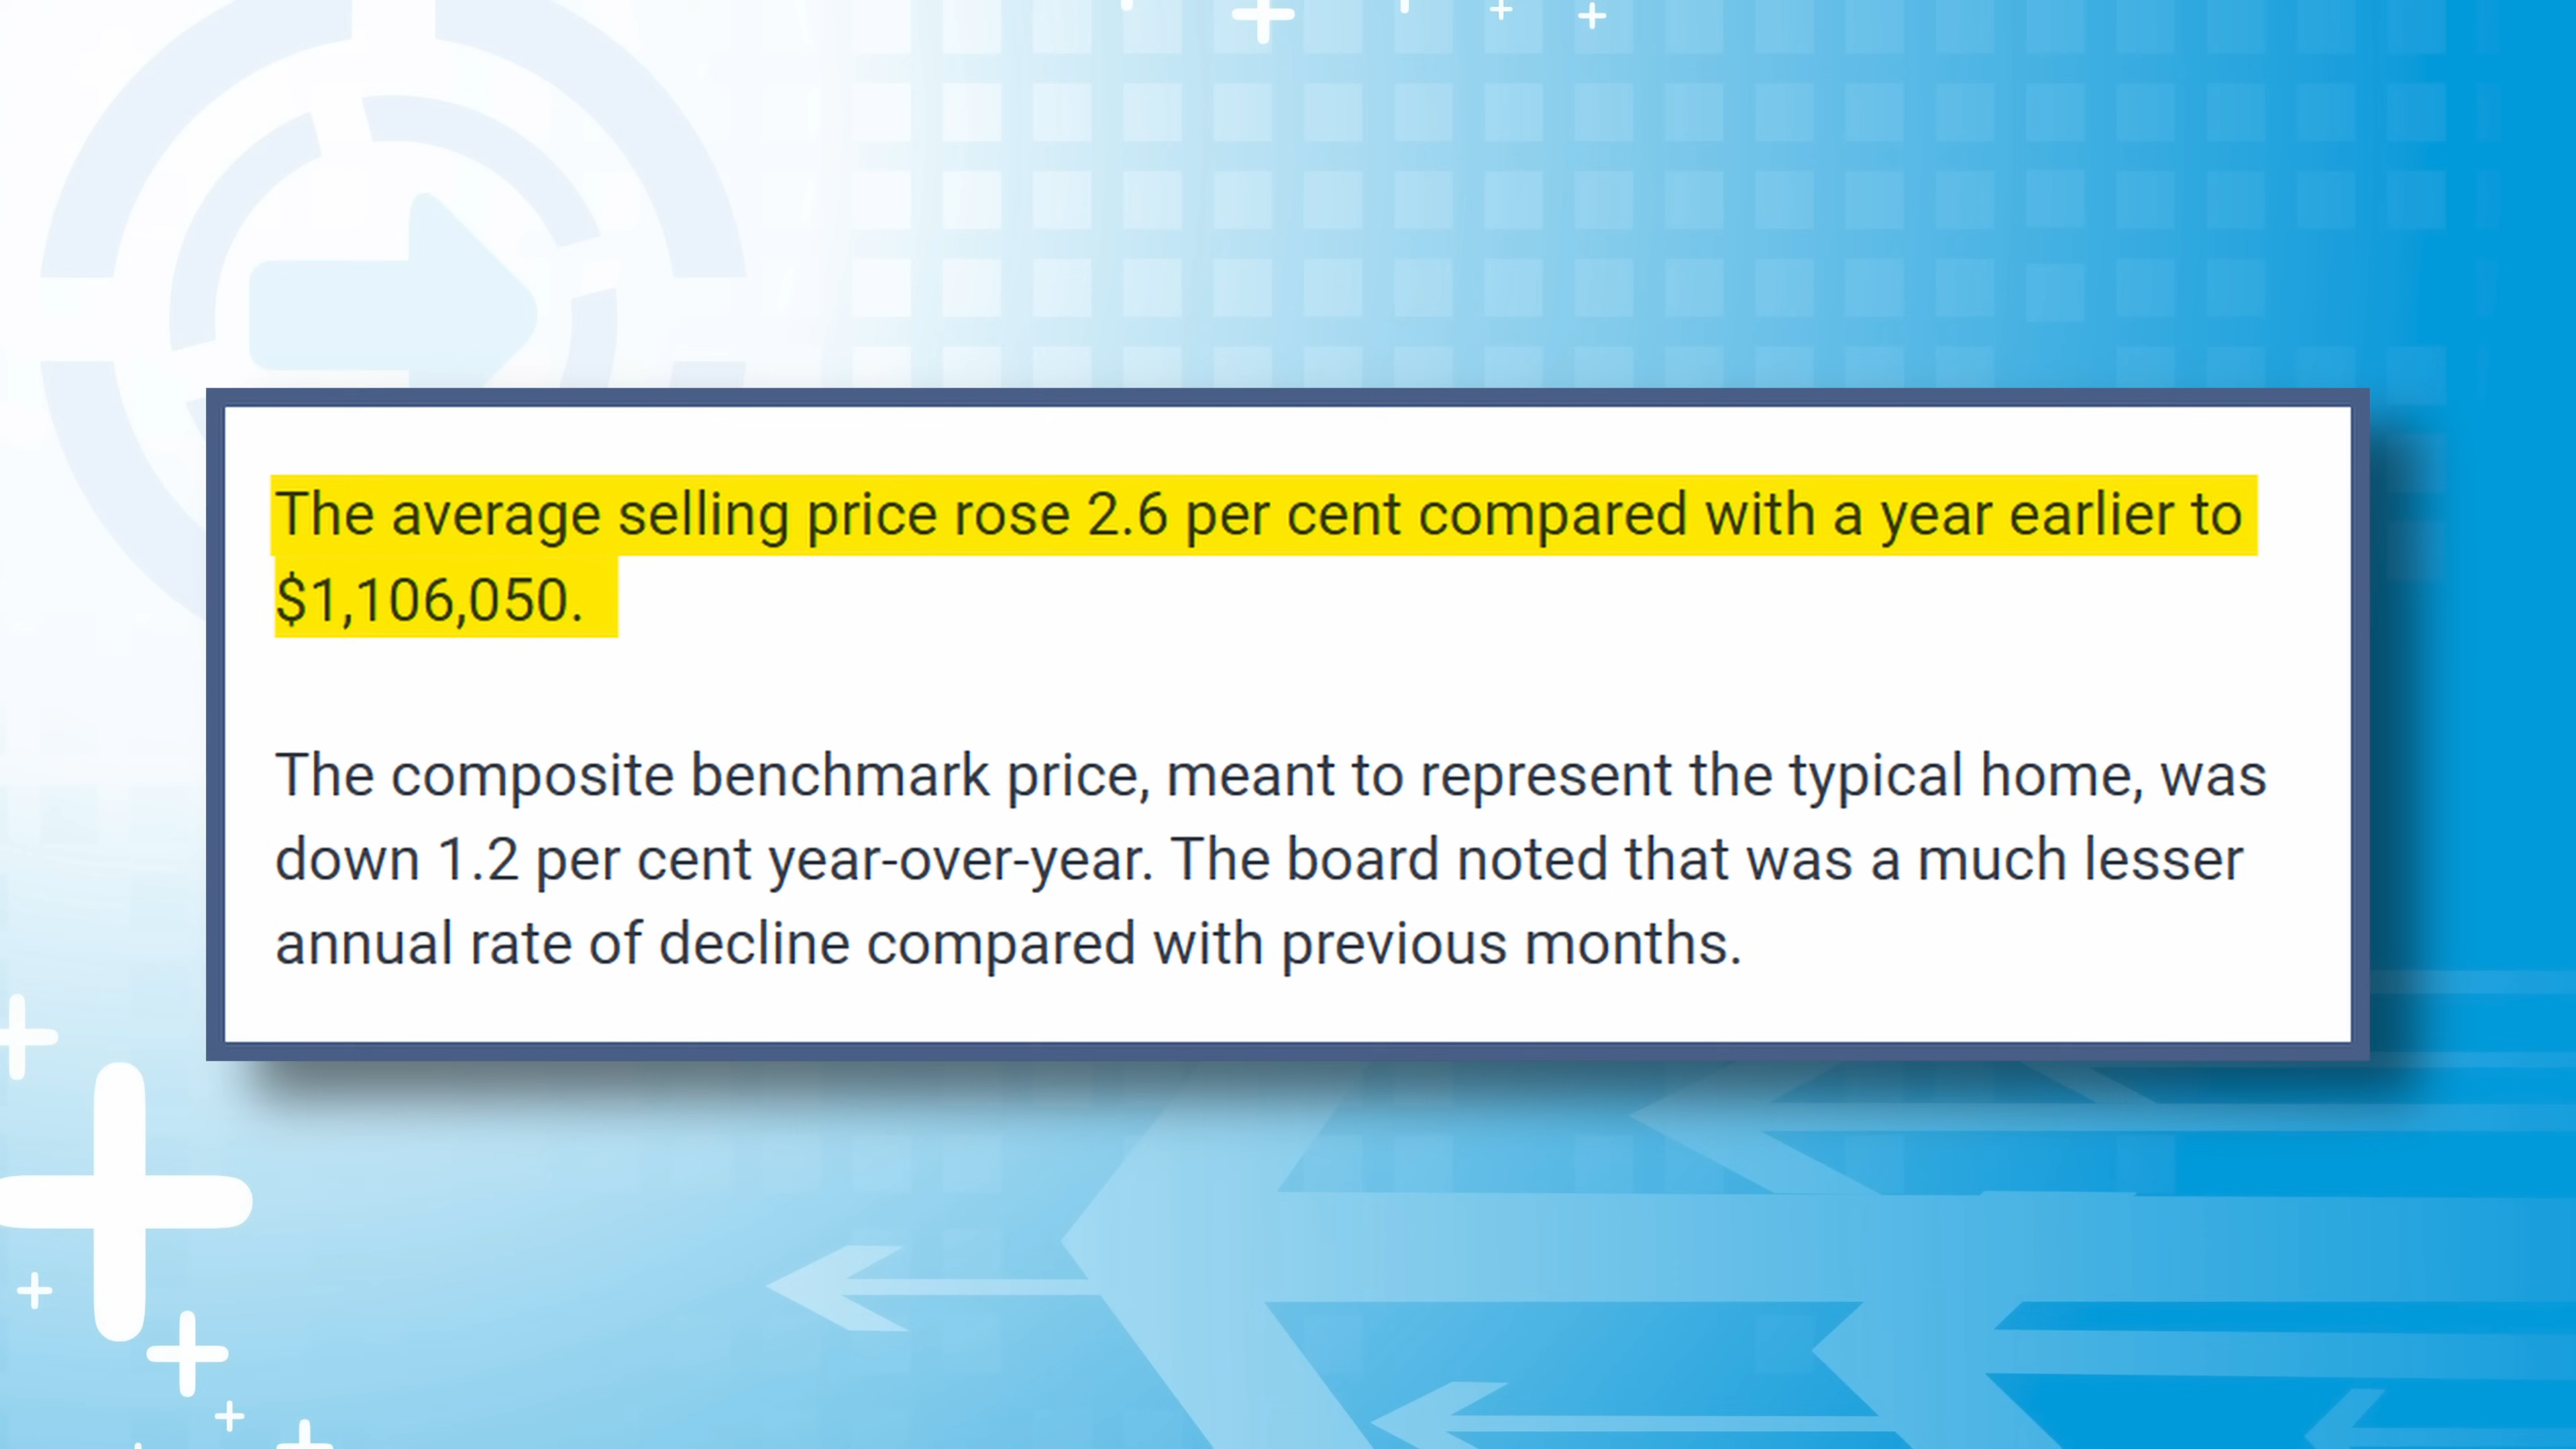 The average selling price rose 2.6 per cent compared with a year earlier to
$1,106,050.
The composite benchmark price, meant to represent the typical home, was
down 1.2 per cent year-over-year. The board noted that was a much lesser
annual rate of decline compared with previous months.